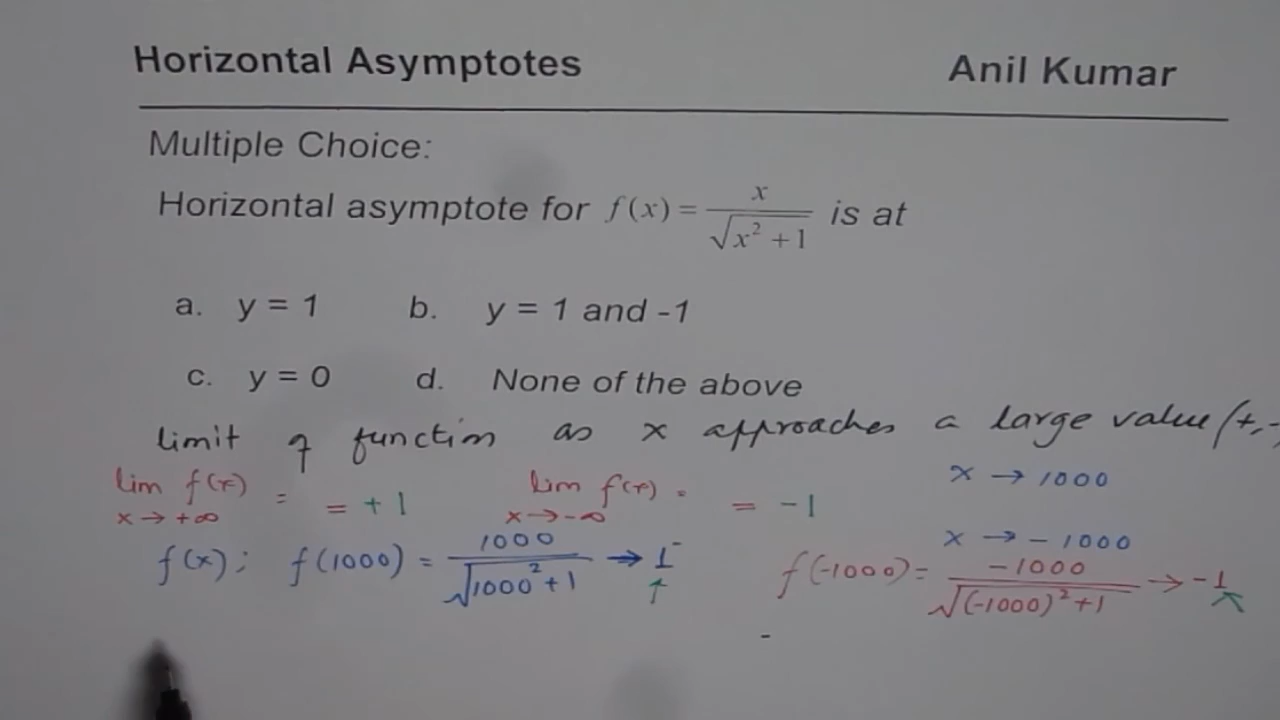 Horizontal Asymptotes Anil Kumar
Multiple Choice:
Horizontal asymptote for f(x) = x / √(x² + 1) is at
a. y = 1 b. y = 1 and -1
c. y = 0 d. None of the above
limit of function as x approaches a large value (+, -
lim x → +∞ f(x) = = +1 lim x → -∞ f(x) = = -1 x → 1000
x → -1000
f(x); f(1000) = 1000 / √(1000² + 1) → 1⁻ f(-1000) = -1000 / √((-1000)² + 1) → -1